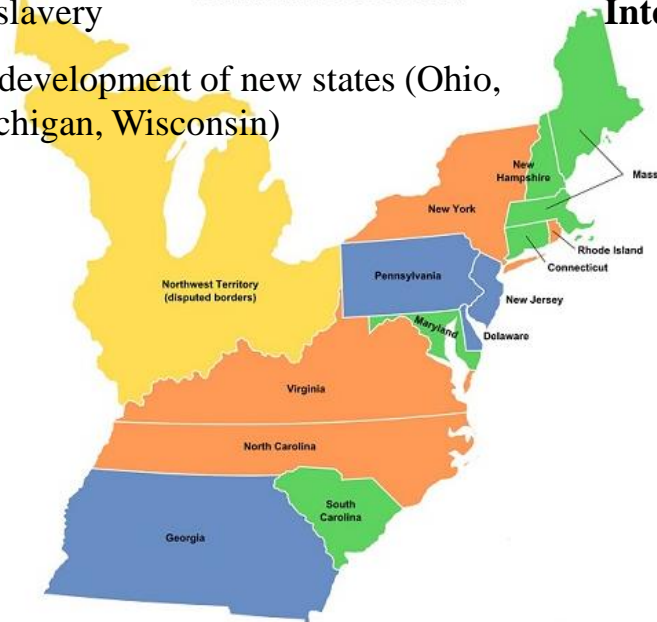 slavery
Inte
development of new states (Ohio,
chigan, Wisconsin)
New
Hampshire
Mass
New York
Rhode Island
Connecticut
Pennsylvania
Northwest Territory
(disputed borders)
New Jersey
Maryland
Delaware
Virginia
North Carolina
South
Carolina
Georgia